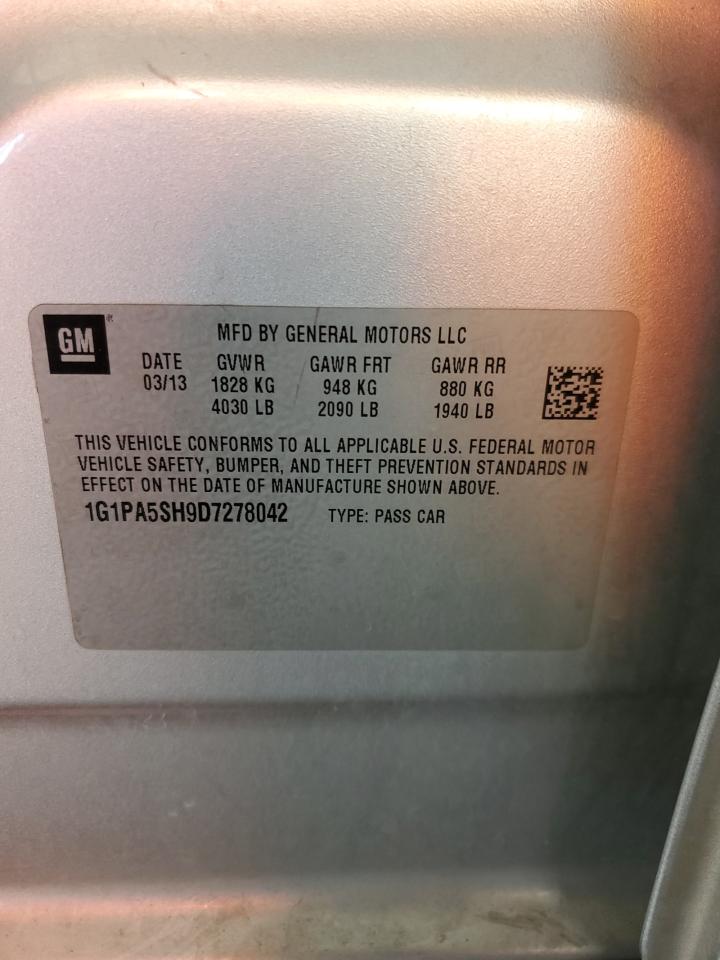 GM
MFD BY GENERAL MOTORS LLC
DATE GVWR GAWR FRT GAWR RR
03/13 1828 KG 948 KG 880 KG
4030 LB 2090 LB 1940 LB
THIS VEHICLE CONFORMS TO ALL APPLICABLE U.S. FEDERAL MOTOR
VEHICLE SAFETY, BUMPER, AND THEFT PREVENTION STANDARDS IN
EFFECT ON THE DATE OF MANUFACTURE SHOWN ABOVE.
1G1PA5SH9D7278042 TYPE: PASS CAR